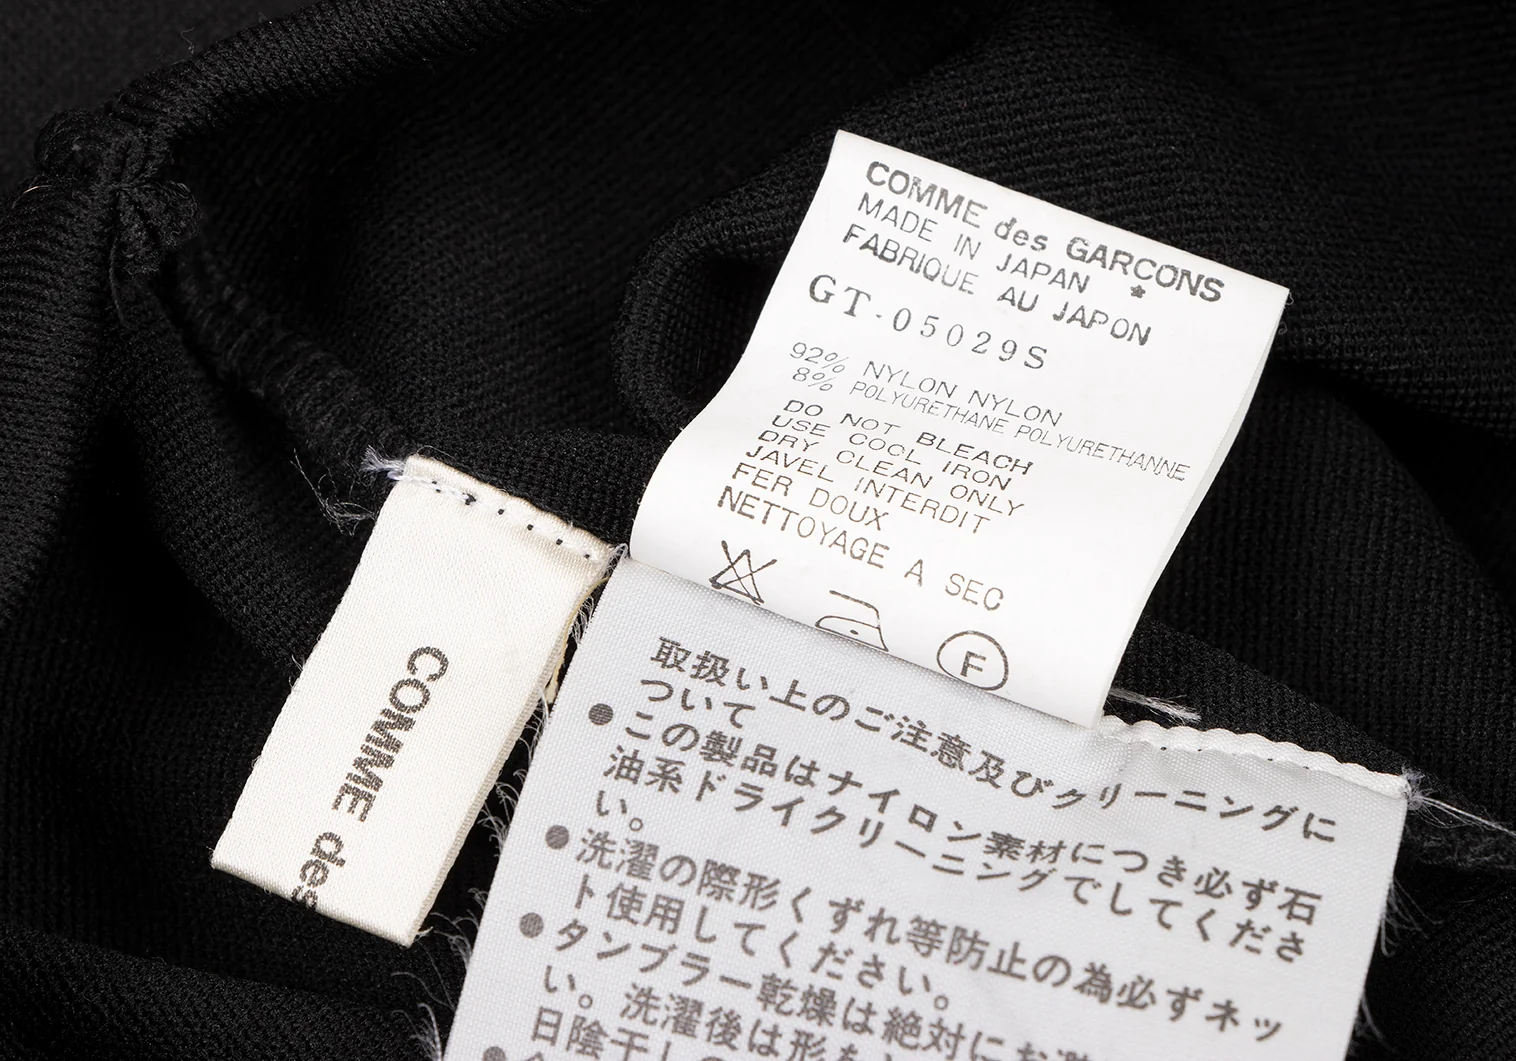 COMME des GARCONS
MADE IN JAPAN *
FABRIQUE AU JAPON
GT-05029S
92% NYLON NYLON
8% POLYURETHANE POLYURETHANNE
DO NOT BLEACH
USE COOL IRON
DRY CLEAN ONLY
JAVEL INTERDIT
FER DOUX
NETTOYAGE A SEC
F
COMME des
取扱い上のご注意及びクリーニングに
ついて
●この製品はナイロン素材につき必ず石
油系ドライクリーニングでしてくださ
い。
●洗濯の際形くずれ等防止の為必ずネッ
ト使用してください。
●タンブラー乾燥は絶対にお
い。洗濯後は形を
日陰干し